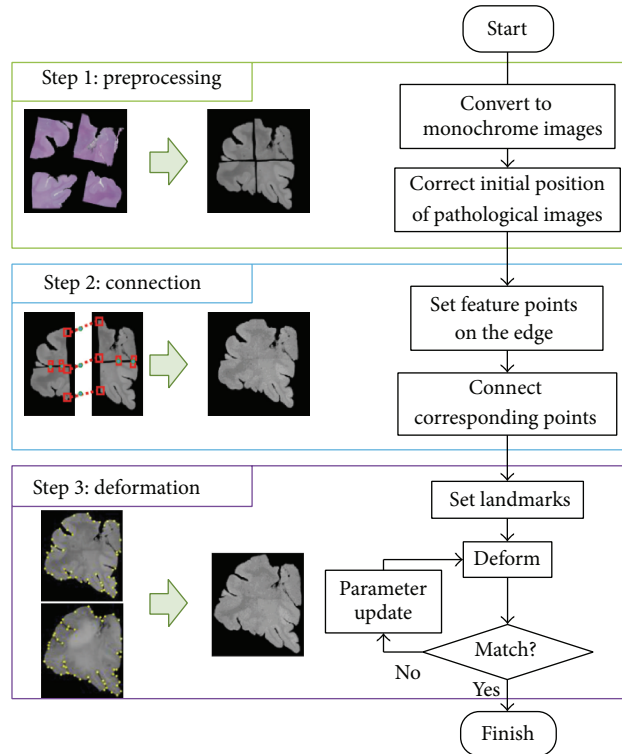 Start
Step 1: preprocessing
Convert to
monochrome images
Correct initial position
of pathological images
Step 2: connection
Set feature points
on the edge
Connect
corresponding points
Step 3: deformation
Set landmarks
Deform
Parameter
update
Match?
No
Yes
Finish